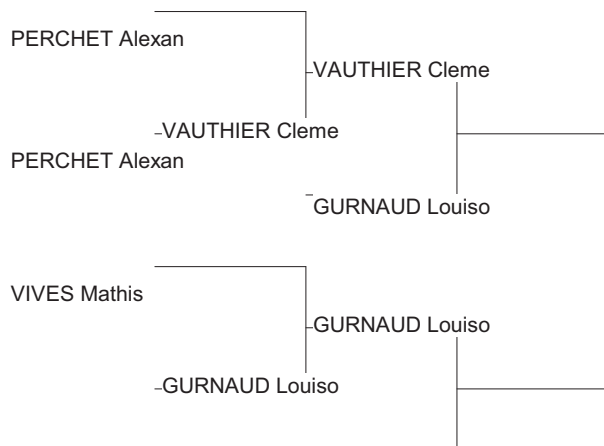 PERCHET Alexan
VAUTHIER Cleme
VAUTHIER Cleme
PERCHET Alexan
GURNAUD Louiso
VIVES Mathis
GURNAUD Louiso
GURNAUD Louiso